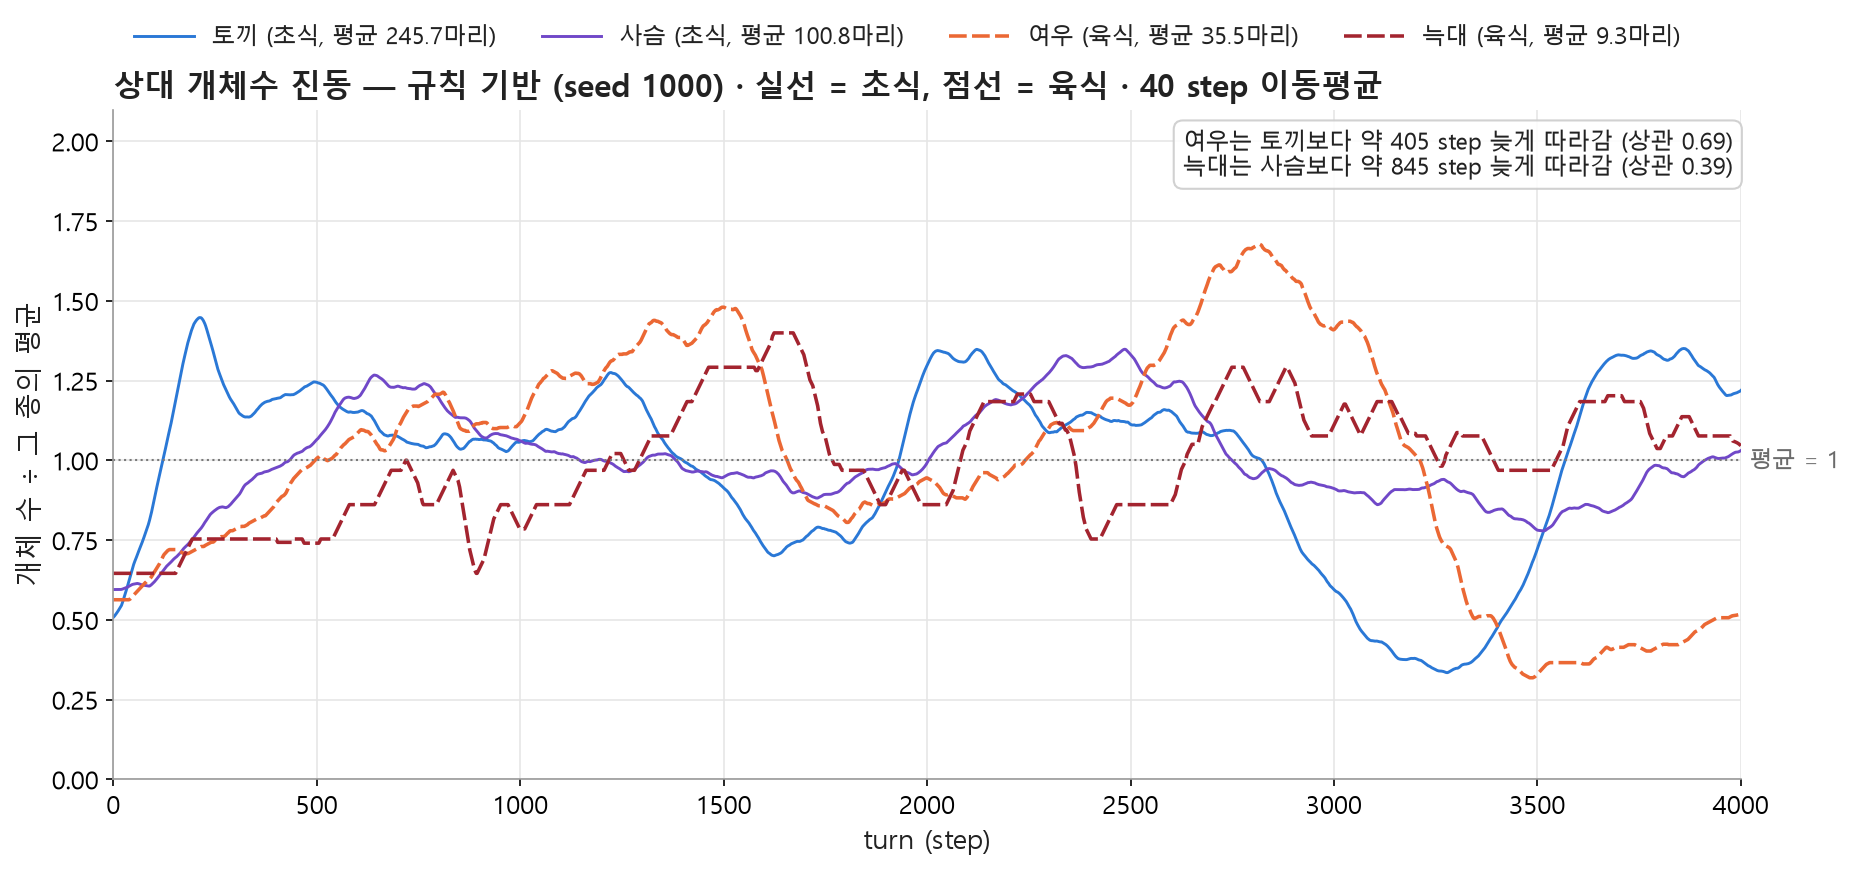 토끼 (초식, 평균 245.7마리) 사슴 (초식, 평균 100.8마리) 여우 (육식, 평균 35.5마리) 늑대 (육식, 평균 9.3마리)
상대 개체수 진동 — 규칙 기반 (seed 1000) · 실선 = 초식, 점선 = 육식 · 40 step 이동평균
여우는 토끼보다 약 405 step 늦게 따라감 (상관 0.69)
늑대는 사슴보다 약 845 step 늦게 따라감 (상관 0.39)
개체 수 ÷ 그 종의 평균
2.00
1.75
1.50
1.25
1.00
0.75
0.50
0.25
0.00
평균 = 1
0 500 1000 1500 2000 2500 3000 3500 4000
turn (step)